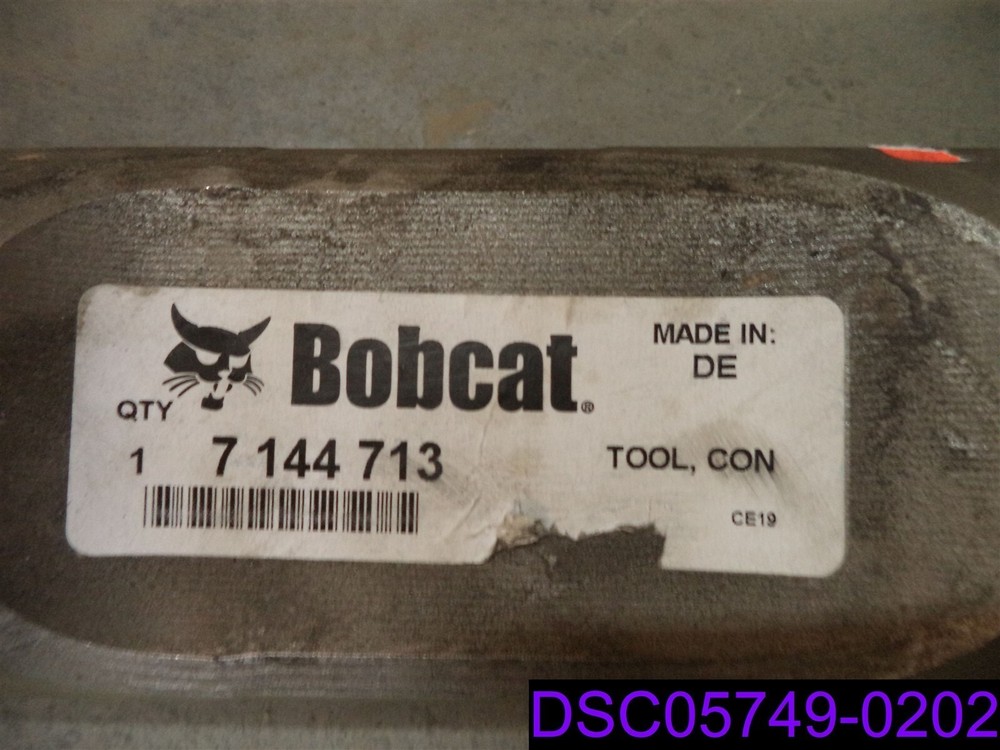 Bobcat®
MADE IN:
DE
QTY
1 7 144 713
TOOL, CON
CE19
DSC05749-0202